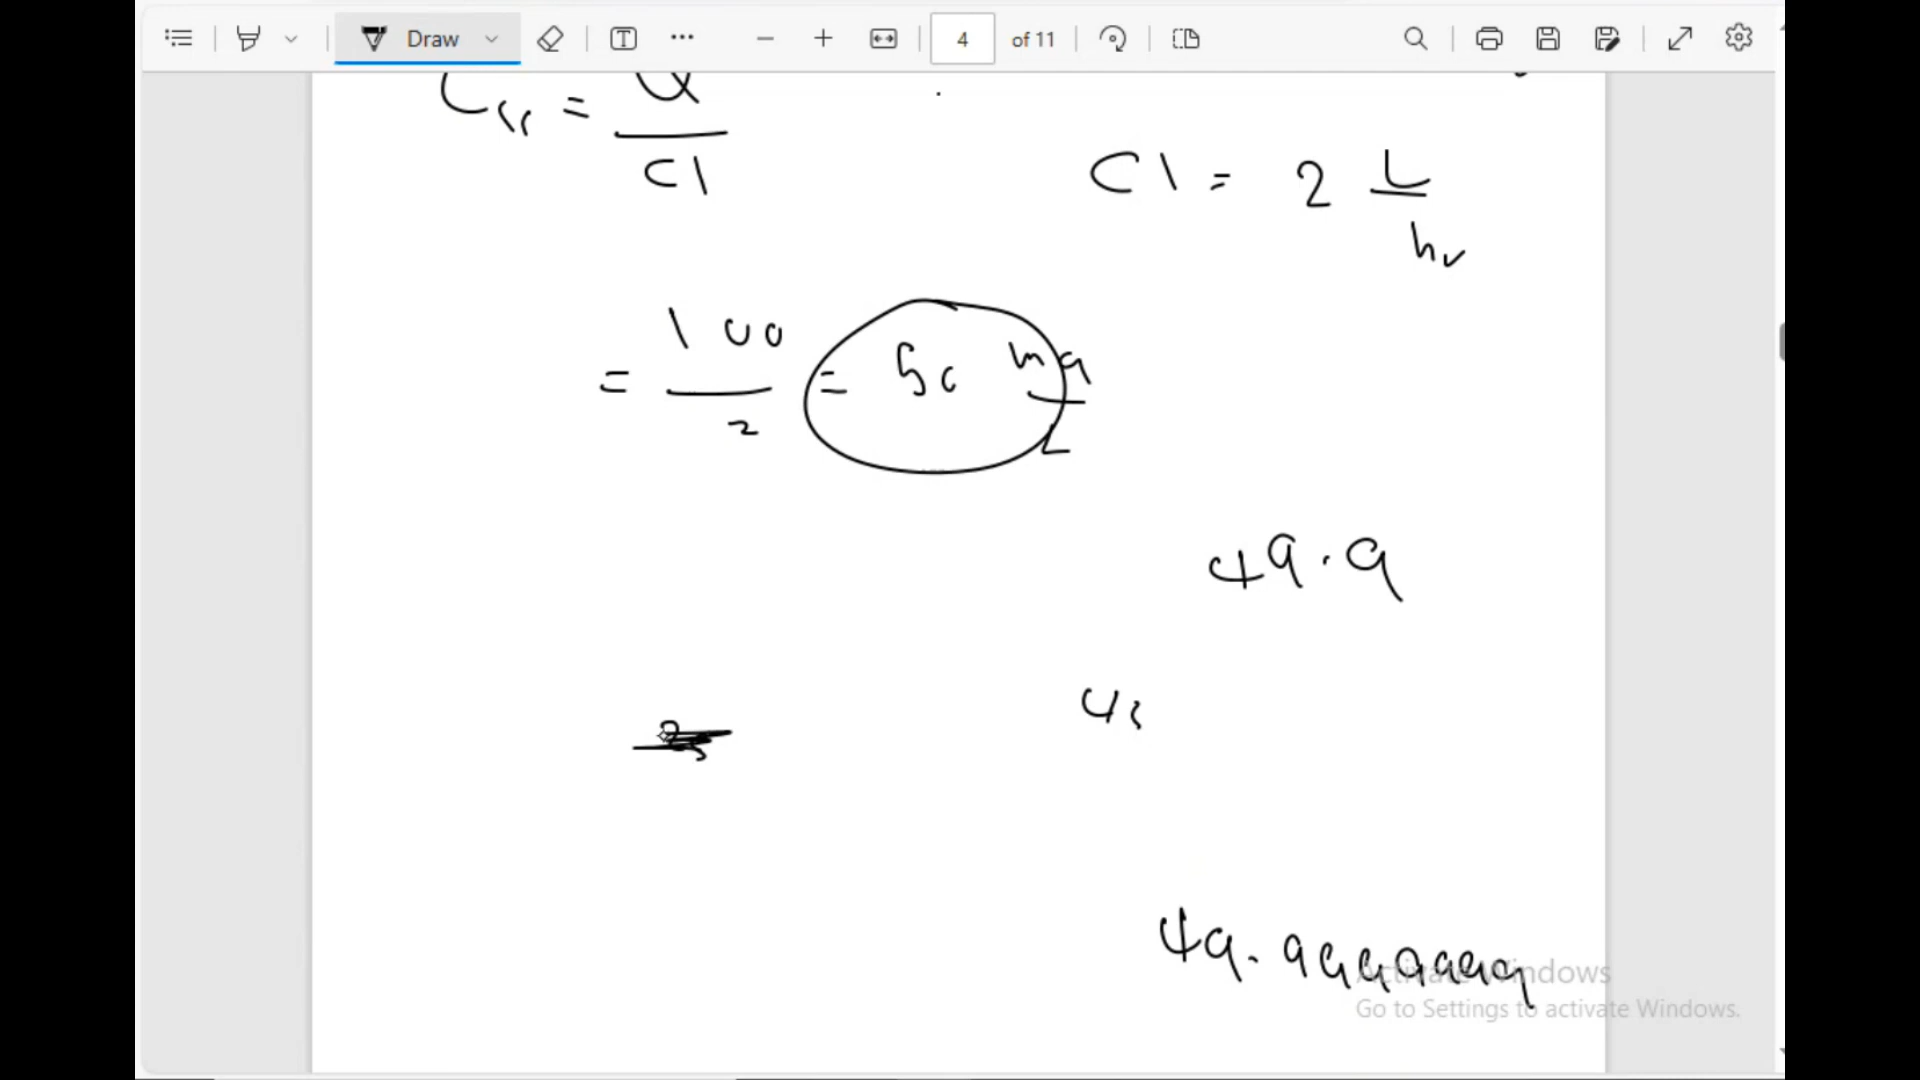 Draw 4 of 11
Css = Q / Cl
Cl = 2 L / hr
= 100 / 2 = 50 mg / L
49.9
49.9999999
Activate Windows
Go to Settings to activate Windows.